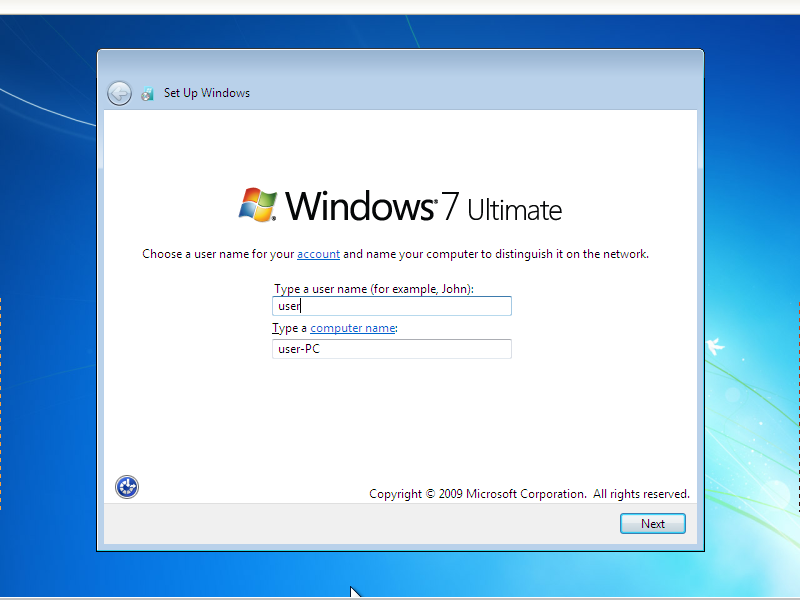 Set Up Windows
Windows® 7 Ultimate
Choose a user name for your account and name your computer to distinguish it on the network.
Type a user name (for example, John):
user
Type a computer name:
user-PC
Copyright © 2009 Microsoft Corporation.  All rights reserved.
Next